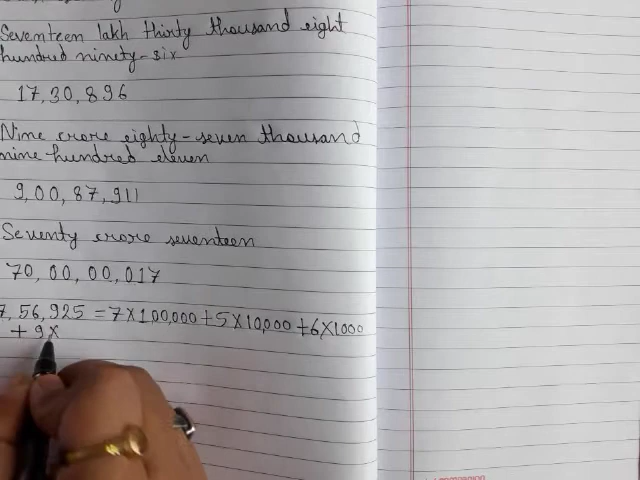 Seventeen lakh thirty thousand eight
hundred ninety-six
17,30,896
Nine crore eighty-seven thousand
nine hundred eleven
9,00,87,911
Seventy crore seventeen
70,00,00,017
7,56,925 = 7×100,000 + 5×10,000 + 6×1000
+ 9×